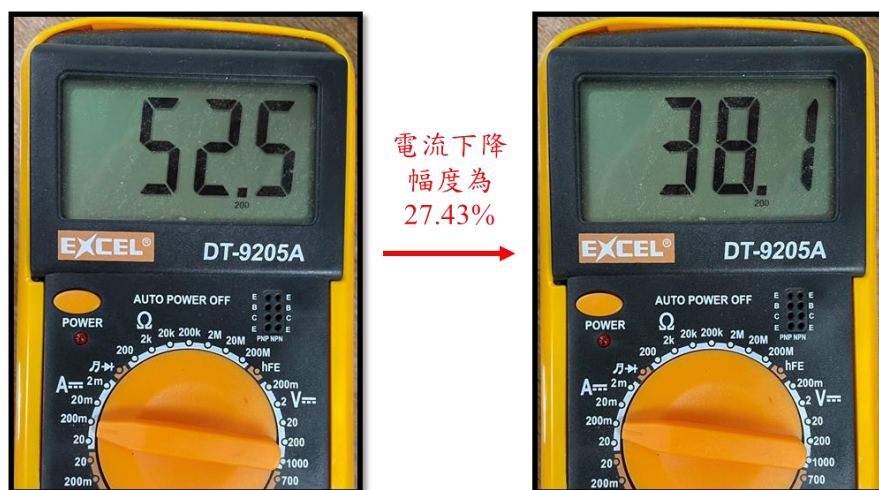 52.5
200
EXCEL®
DT-9205A
AUTO POWER OFF
POWER
Ω
E E
B B
C C
E E
PNP NPN
200 2k 20k 200k 2M 20M 200M
hFE
A
2m
20m
200m
20
20
200m
200m
2
V
20
200
1000
700
電流下降
幅度為
27.43%
38.1
200
EXCEL®
DT-9205A
AUTO POWER OFF
POWER
Ω
E E
B B
C C
E E
PNP NPN
200 2k 20k 200k 2M 20M 200M
hFE
A
2m
20m
200m
20
20
200m
200m
2
V
20
200
1000
700